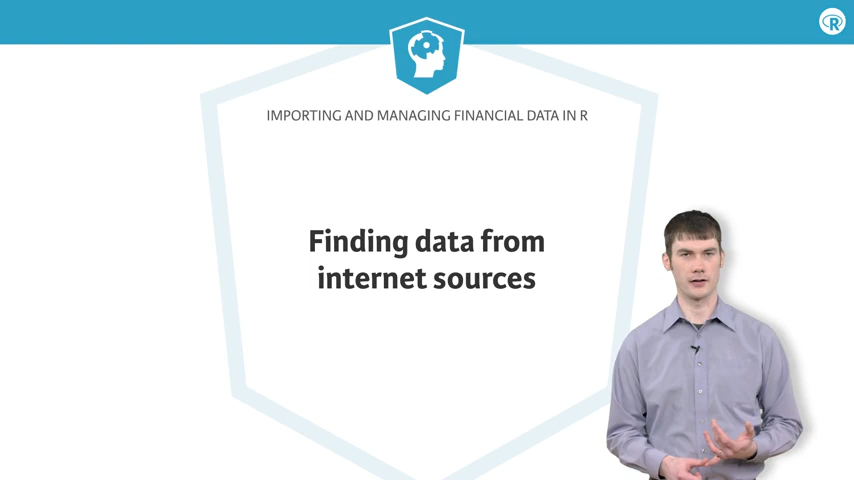 R
IMPORTING AND MANAGING FINANCIAL DATA IN R
Finding data from
internet sources